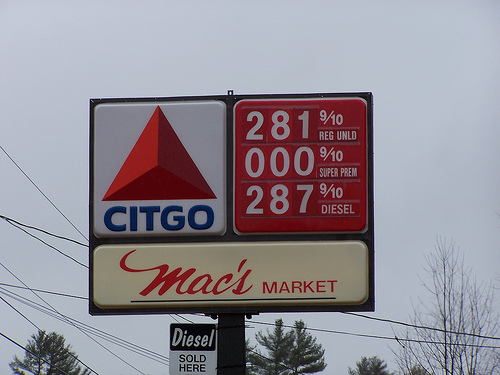 281 9/10
REG UNLD
000 9/10
SUPER PREM
287 9/10
DIESEL
CITGO
Mac's MARKET
Diesel
SOLD
HERE